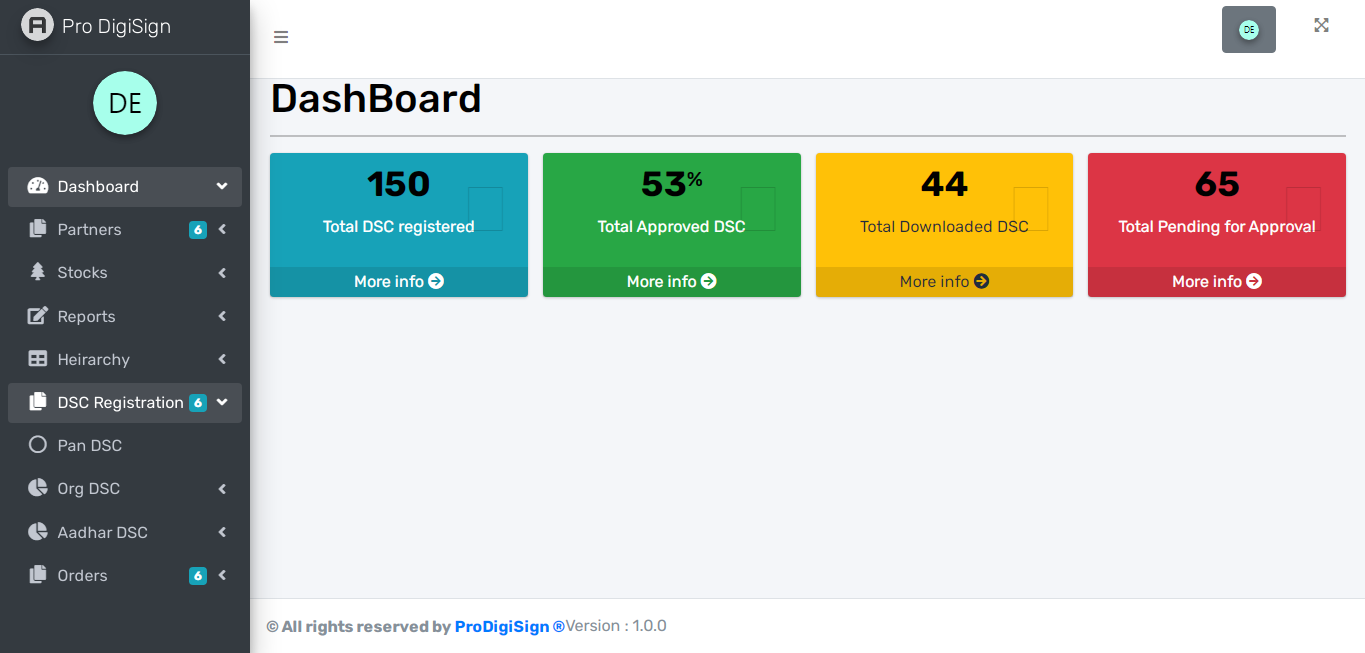 Pro DigiSign
DE
DE
Dashboard
Partners 6
Stocks
Reports
Heirarchy
DSC Registration 6
Pan DSC
Org DSC
Aadhar DSC
Orders 6
DashBoard
150
Total DSC registered
More info
53%
Total Approved DSC
More info
44
Total Downloaded DSC
More info
65
Total Pending for Approval
More info
© All rights reserved by ProDigiSign ®Version : 1.0.0